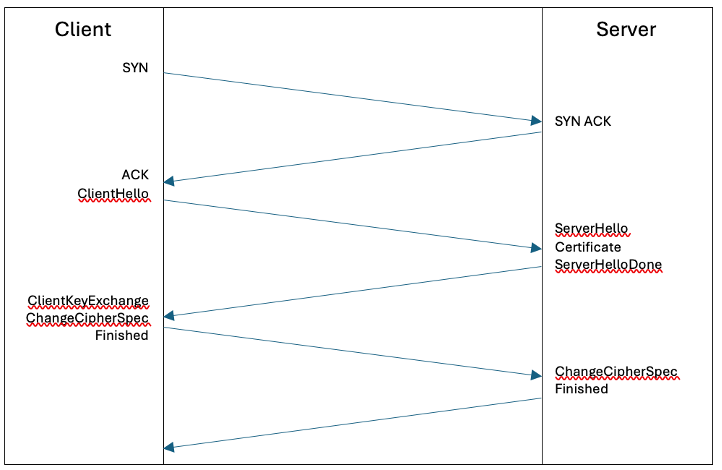 Client
Server
SYN
SYN ACK
ACK
ClientHello
ServerHello
Certificate
ServerHelloDone
ClientKeyExchange
ChangeCipherSpec
Finished
ChangeCipherSpec
Finished